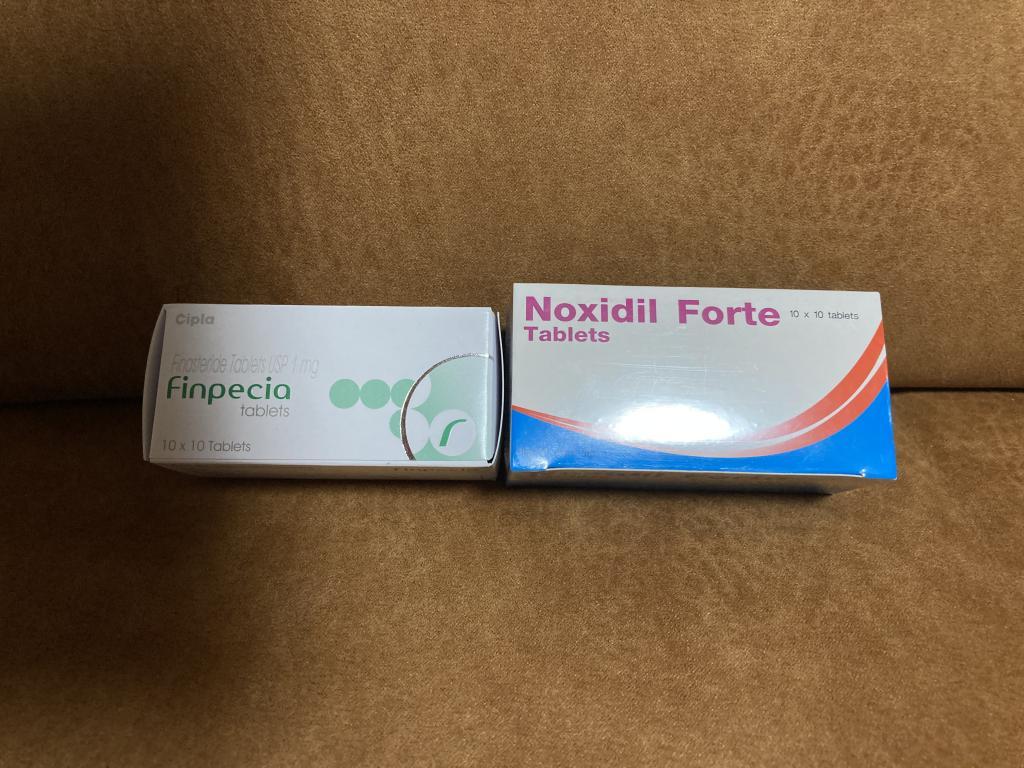 Cipla
Finasteride Tablets USP 1 mg
Finpecia
tablets
10 x 10 Tablets
Noxidil Forte 10 x 10 tablets
Tablets